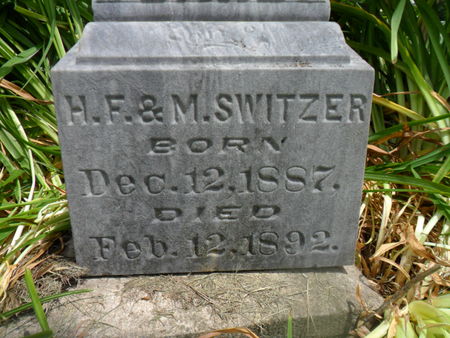 H.F.&M.SWITZER
BORN
Dec.12.1887.
DIED
Feb.12.1892.